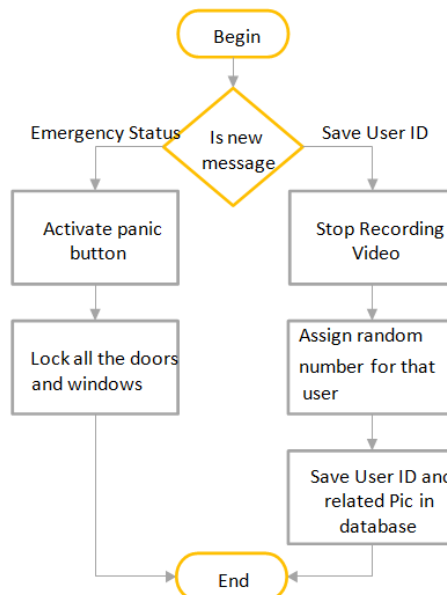 Begin
Is new
message
Emergency Status
Save User ID
Activate panic
button
Stop Recording
Video
Lock all the doors
and windows
Assign random
number for that
user
Save User ID and
related Pic in
database
End